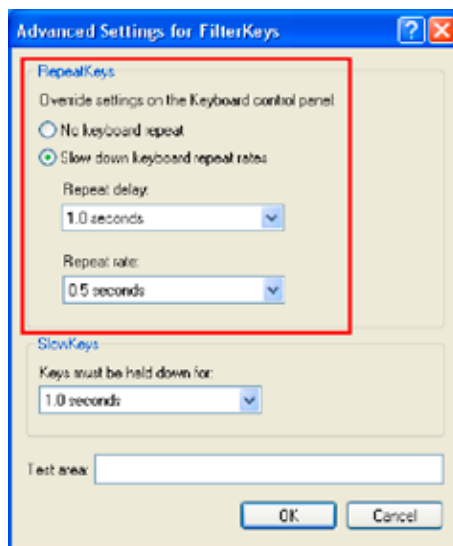 Advanced Settings for FilterKeys
RepeatKeys
Override settings on the Keyboard control panel
No keyboard repeat
Slow down keyboard repeat rates
Repeat delay:
1.0 seconds
Repeat rate:
0.5 seconds
SlowKeys
Keys must be held down for:
1.0 seconds
Test area:
OK Cancel